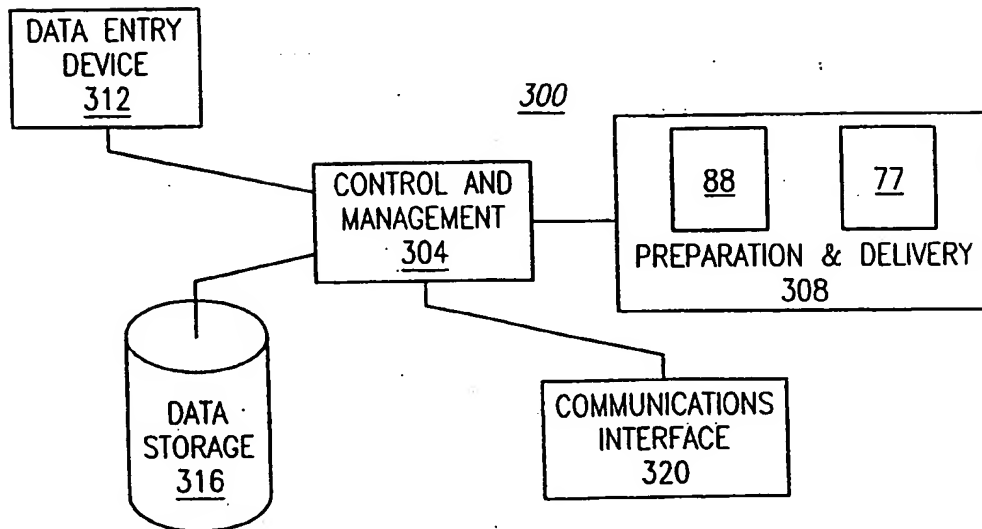 DATA ENTRY
DEVICE
312
300
CONTROL AND
MANAGEMENT
304
88
77
PREPARATION & DELIVERY
308
DATA
STORAGE
316
COMMUNICATIONS
INTERFACE
320